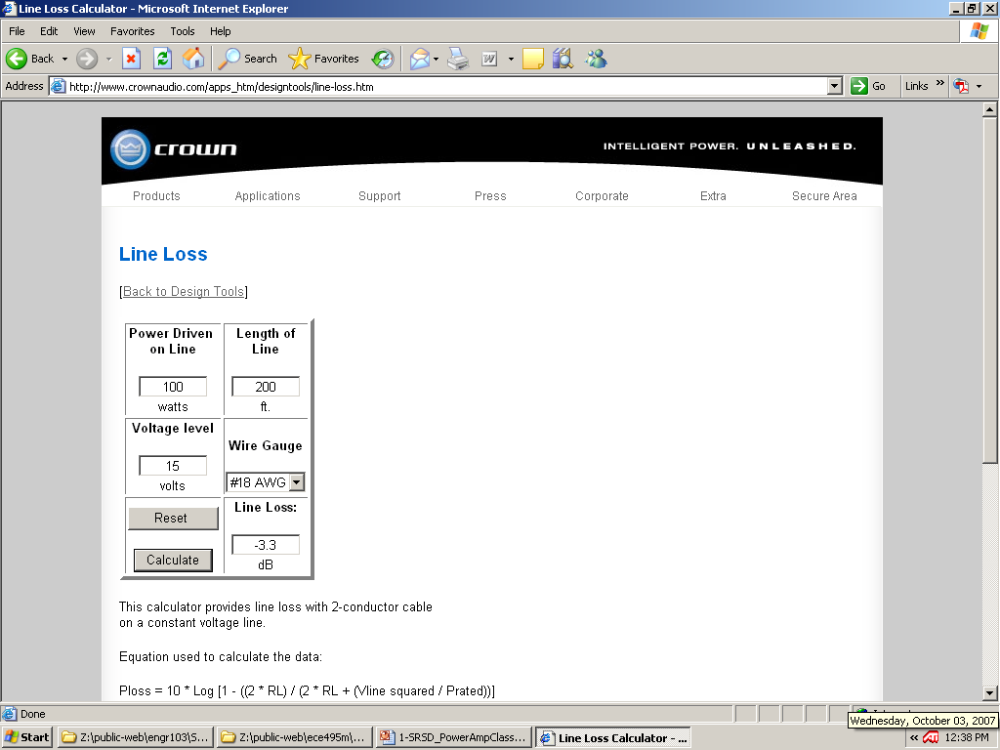 Line Loss Calculator - Microsoft Internet Explorer
File Edit View Favorites Tools Help
Back Search Favorites
Address http://www.crownaudio.com/apps_htm/designtools/line-loss.htm Go Links »
crown INTELLIGENT POWER. UNLEASHED.
Products Applications Support Press Corporate Extra Secure Area
Line Loss
[Back to Design Tools]
Power Driven
on Line
100
watts
Length of
Line
200
ft.
Voltage level
15
volts
Wire Gauge
#18 AWG
Reset
Calculate
Line Loss:
-3.3
dB
This calculator provides line loss with 2-conductor cable
on a constant voltage line.
Equation used to calculate the data:
Ploss = 10 * Log [1 - ((2 * RL) / (2 * RL + (Vline squared / Prated))]
Done
Wednesday, October 03, 2007
Start Z:\public-web\engr103\S... Z:\public-web\ece495m\... 1-SRSD_PowerAmpClass... Line Loss Calculator - ... « 12:38 PM